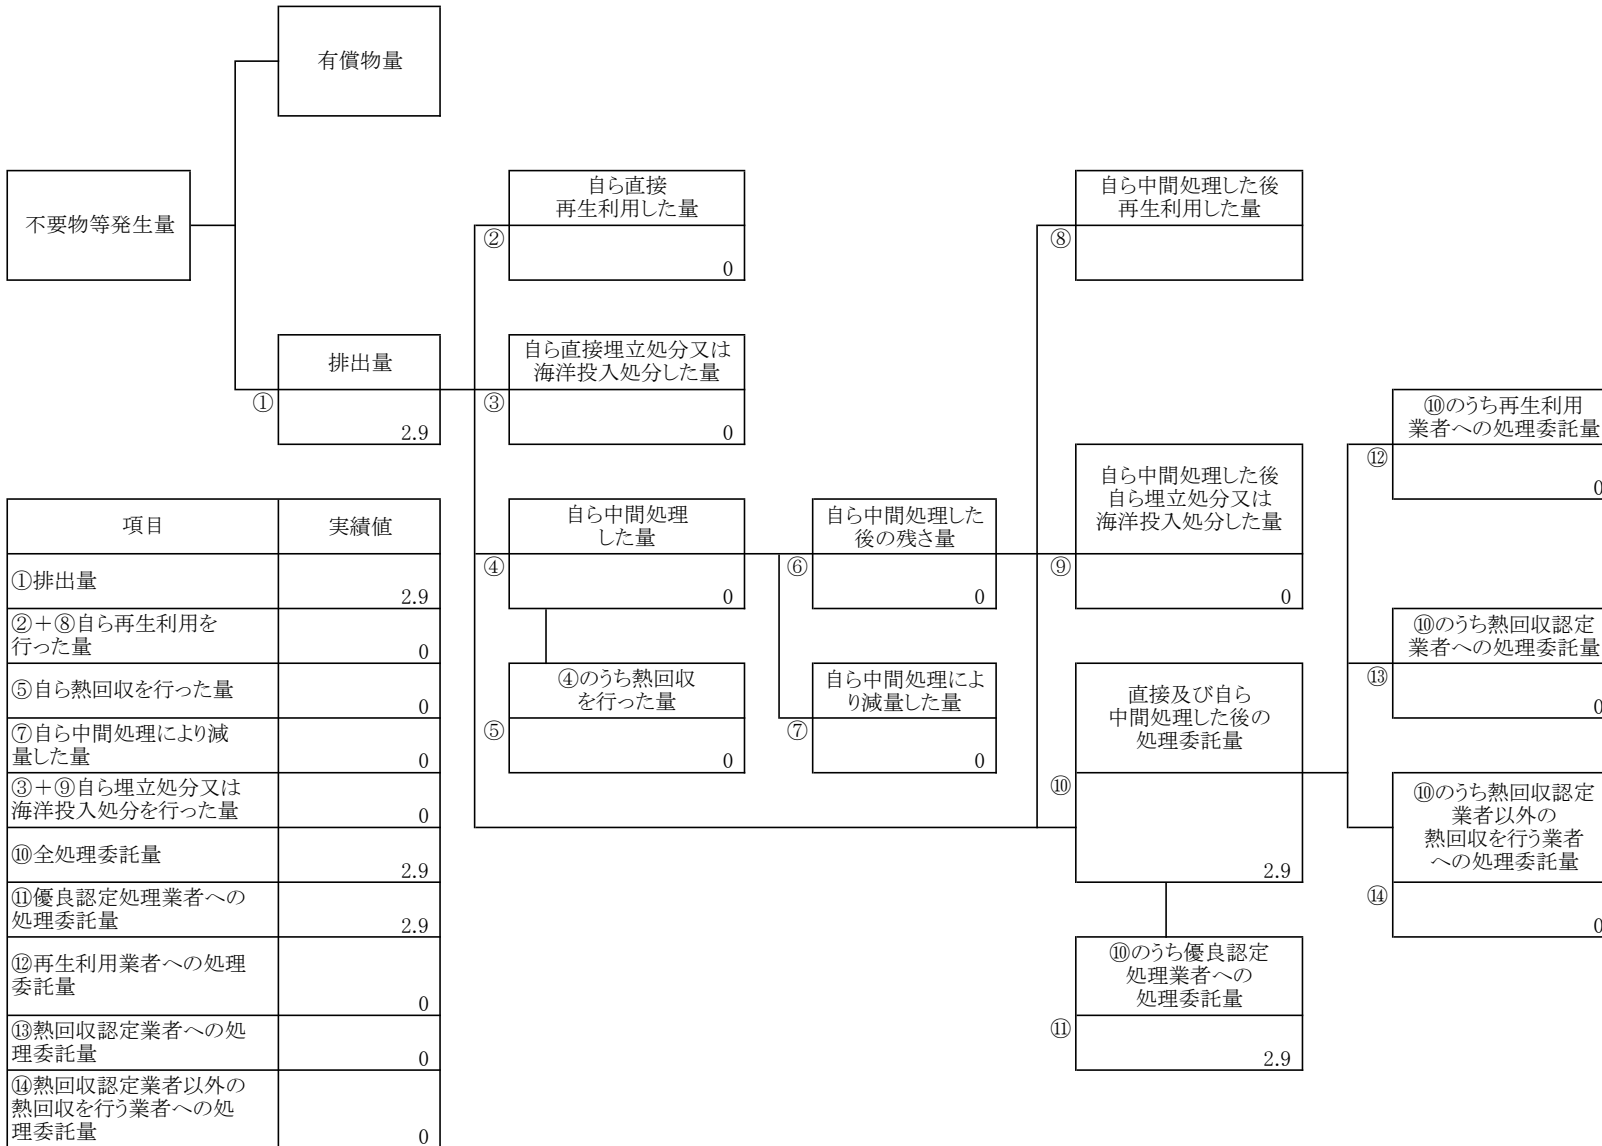 有償物量
不要物等発生量
自ら直接
再生利用した量
②
0
自ら中間処理した後
再生利用した量
⑧
排出量
①
2.9
自ら直接埋立処分又は
海洋投入処分した量
③
0
⑩のうち再生利用
業者への処理委託量
⑫
0
自ら中間処理
した量
④
0
自ら中間処理した
後の残さ量
⑥
0
自ら中間処理した後
自ら埋立処分又は
海洋投入処分した量
⑨
0
⑩のうち熱回収認定
業者への処理委託量
⑬
0
④のうち熱回収
を行った量
⑤
0
自ら中間処理によ
り減量した量
⑦
0
直接及び自ら
中間処理した後の
処理委託量
⑩
2.9
⑩のうち熱回収認定
業者以外の
熱回収を行う業者
への処理委託量
⑭
0
⑩のうち優良認定
処理業者への
処理委託量
⑪
2.9
項目 実績値
①排出量 2.9
②+⑧自ら再生利用を
行った量 0
⑤自ら熱回収を行った量 0
⑦自ら中間処理により減
量した量 0
③+⑨自ら埋立処分又は
海洋投入処分を行った量 0
⑩全処理委託量 2.9
⑪優良認定処理業者への
処理委託量 2.9
⑫再生利用業者への処理
委託量 0
⑬熱回収認定業者への処
理委託量 0
⑭熱回収認定業者以外の
熱回収を行う業者への処
理委託量 0